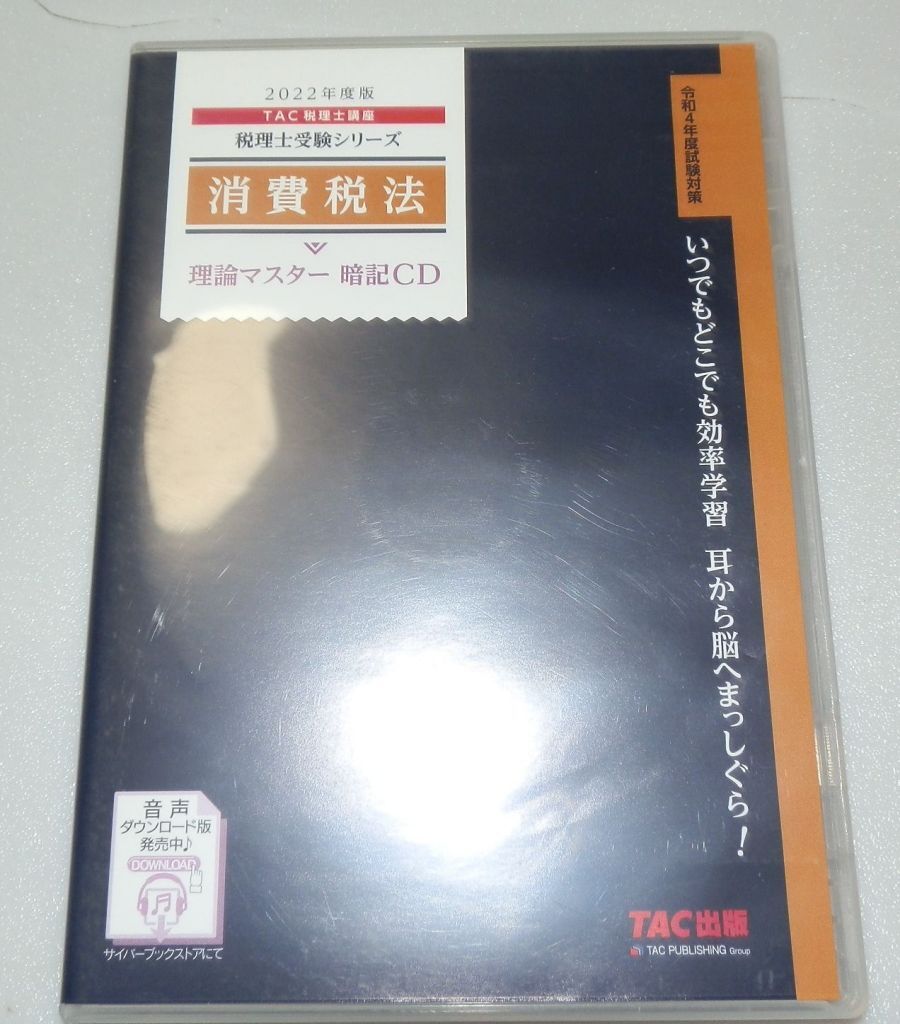 2022年度版
TAC税理士講座
税理士受験シリーズ
消費税法
理論マスター 暗記CD
令和4年度試験対策
いつでもどこでも効率学習 耳から脳へまっしぐら!
音声
ダウンロード版
発売中♪
DOWNLOAD
サイバーブックストアにて
TAC出版
TAC PUBLISHING Group